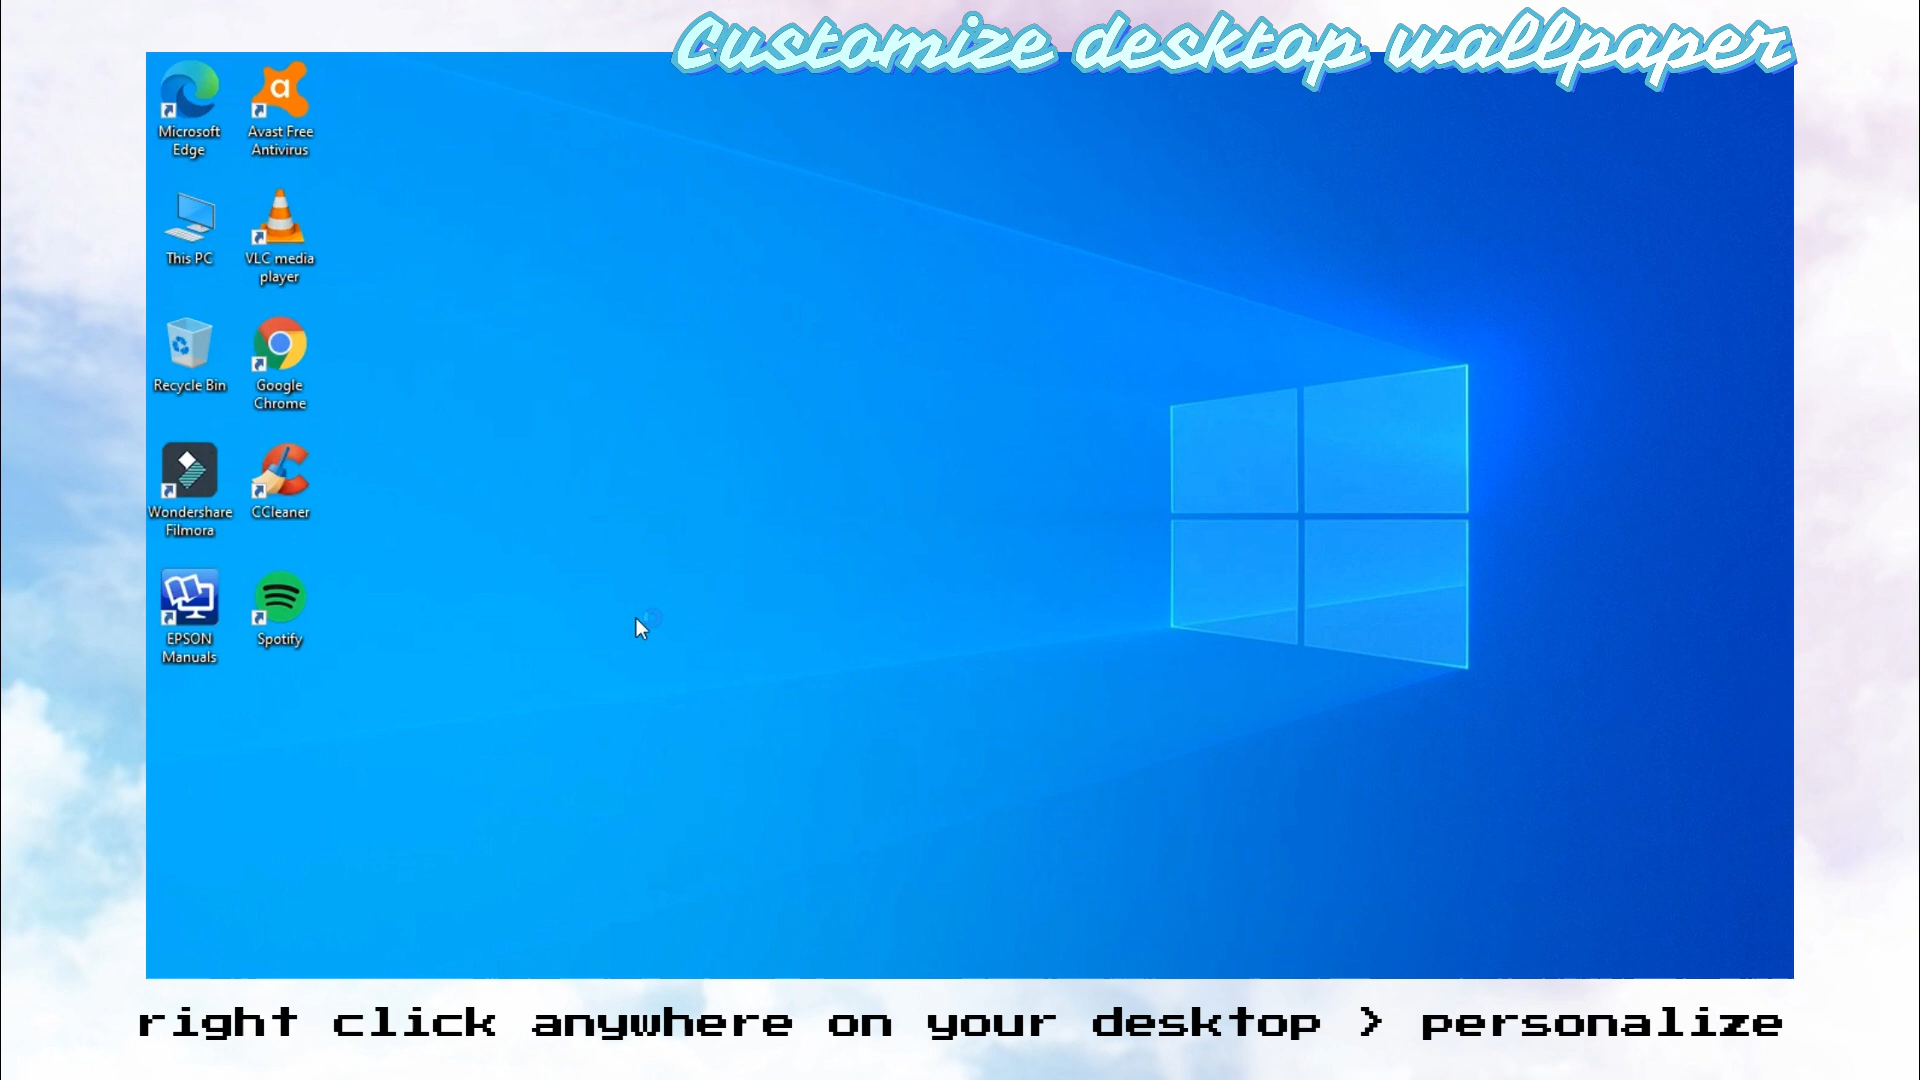 Customize desktop wallpaper
Microsoft
Edge
Avast Free
Antivirus
This PC
VLC media
player
Recycle Bin
Google
Chrome
Wondershare
Filmora
CCleaner
EPSON
Manuals
Spotify
right click anywhere on your desktop > personalize